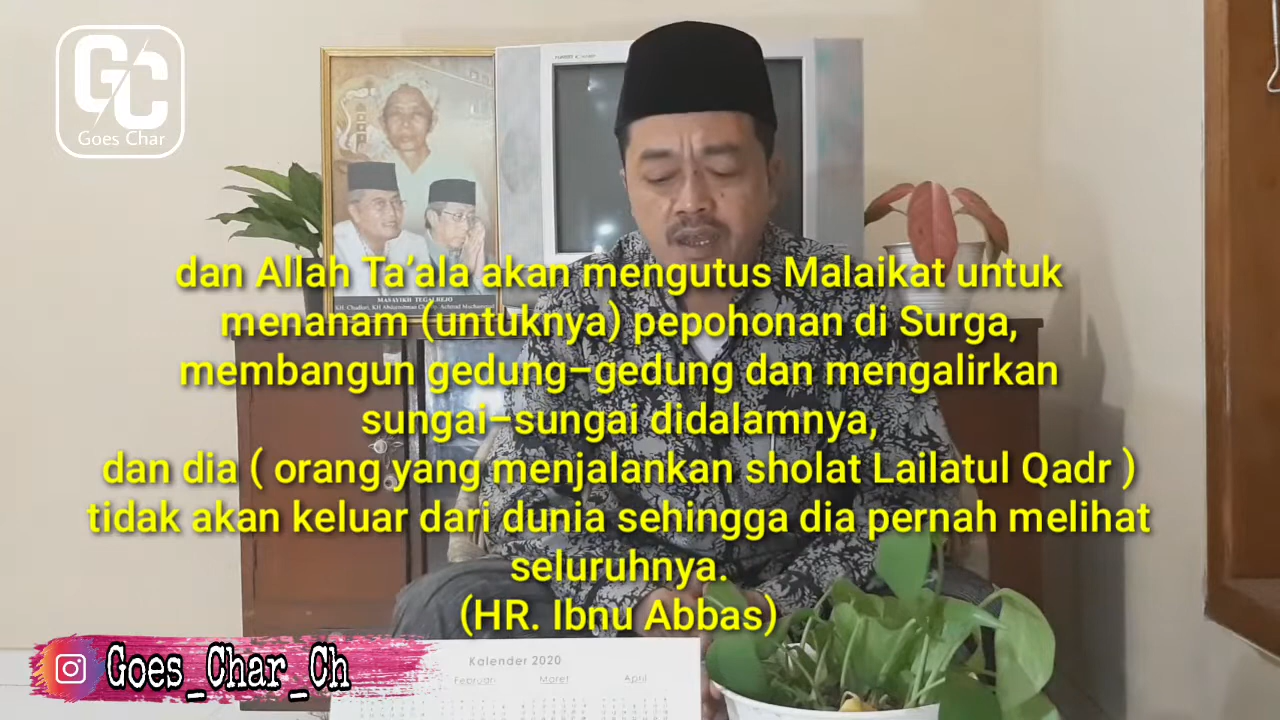 GC
Goes Char
MASAYIKH TEGALREJO
dan Allah Ta’ala akan mengutus Malaikat untuk
menanam (untuknya) pepohonan di Surga,
membangun gedung–gedung dan mengalirkan
sungai–sungai didalamnya,
dan dia ( orang yang menjalankan sholat Lailatul Qadr )
tidak akan keluar dari dunia sehingga dia pernah melihat
seluruhnya.
(HR. Ibnu Abbas)
Goes_Char_Ch
Kalender 2020
Februari Maret April